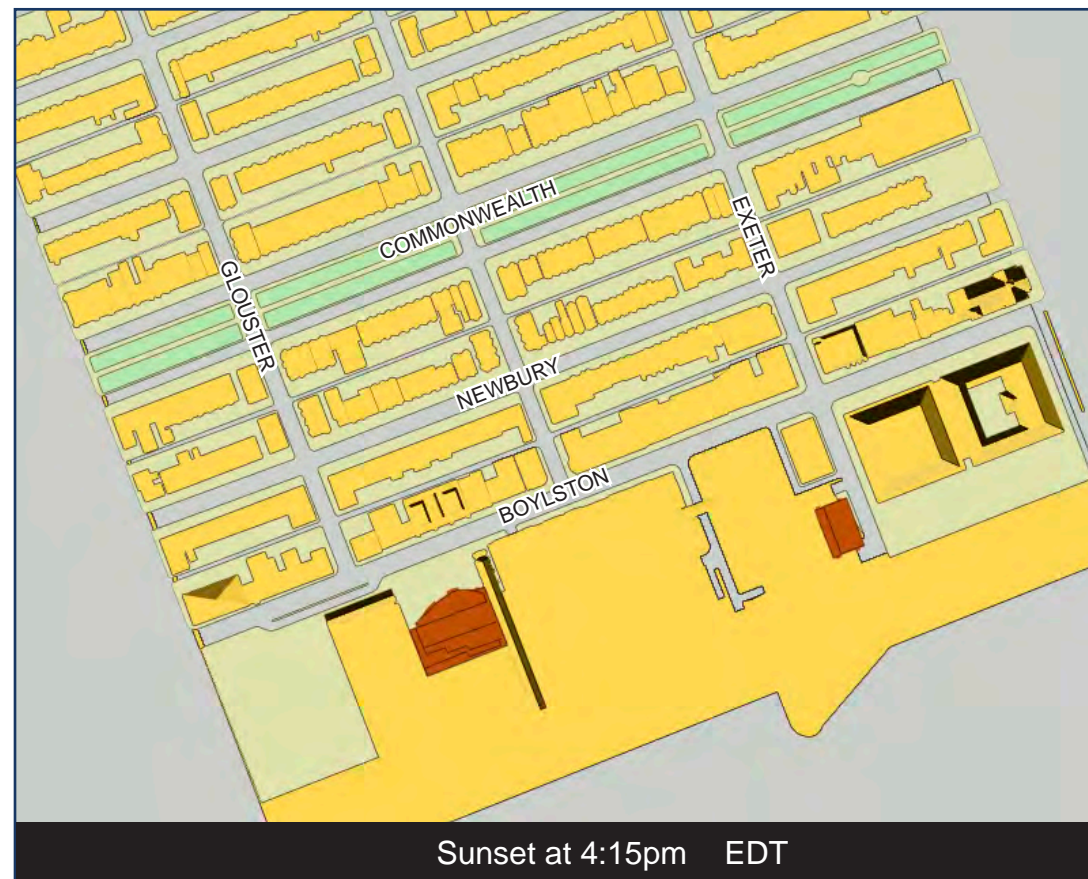 COMMONWEALTH
EXETER
GLOUSTER
NEWBURY
BOYLSTON
Sunset at 4:15pm EDT